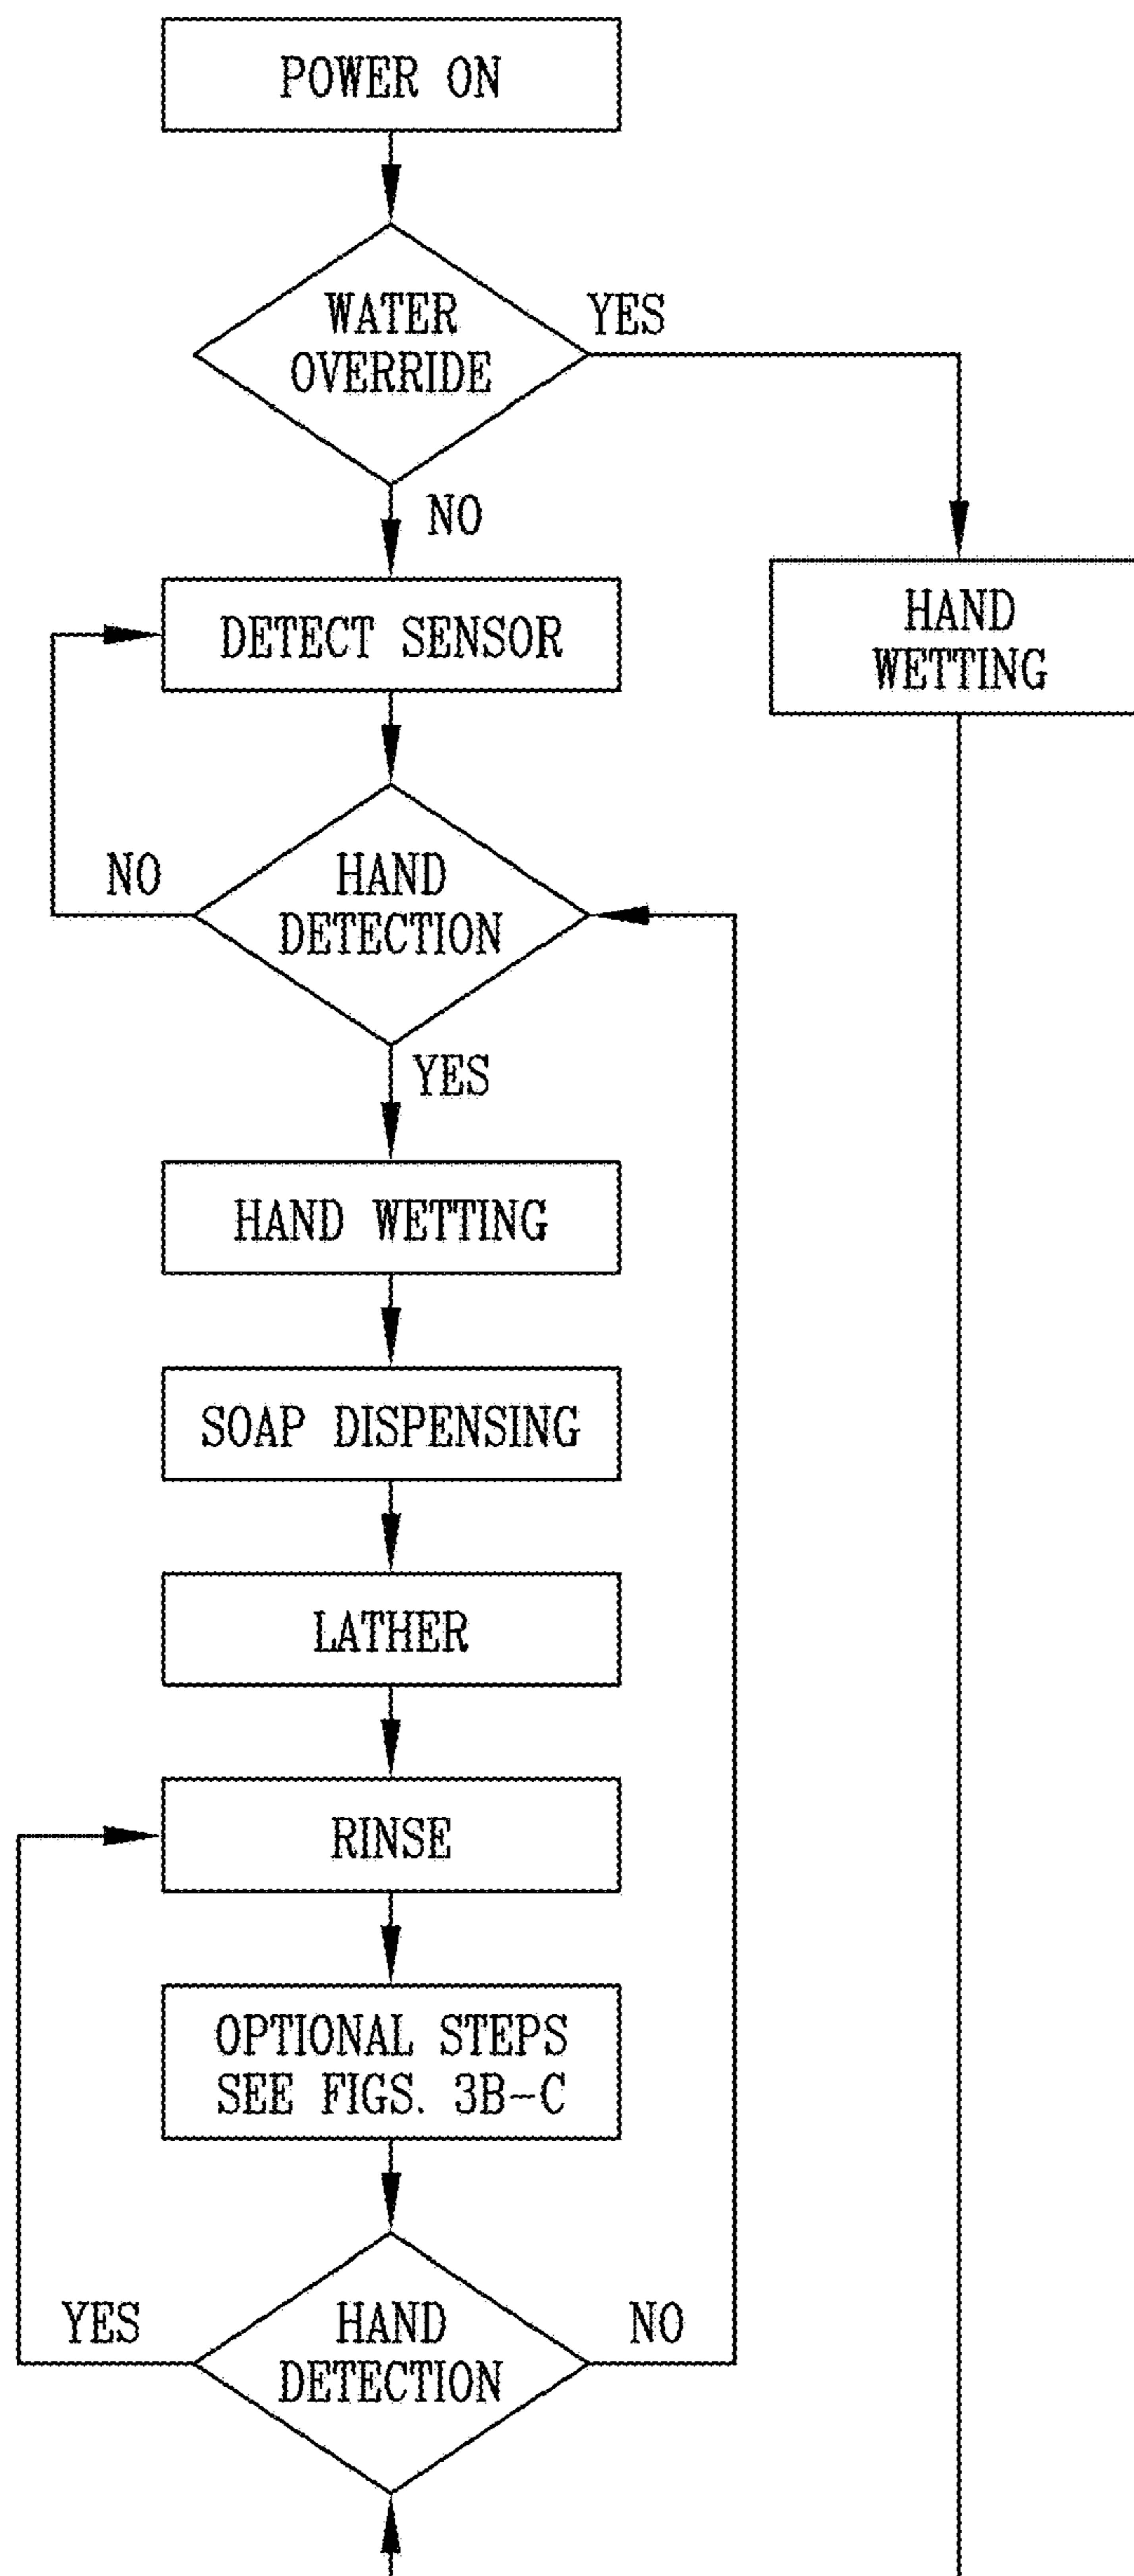 POWER ON
WATER
OVERRIDE
YES
NO
DETECT SENSOR
HAND
WETTING
NO
HAND
DETECTION
YES
HAND WETTING
SOAP DISPENSING
LATHER
RINSE
OPTIONAL STEPS
SEE FIGS. 3B-C
YES
HAND
DETECTION
NO